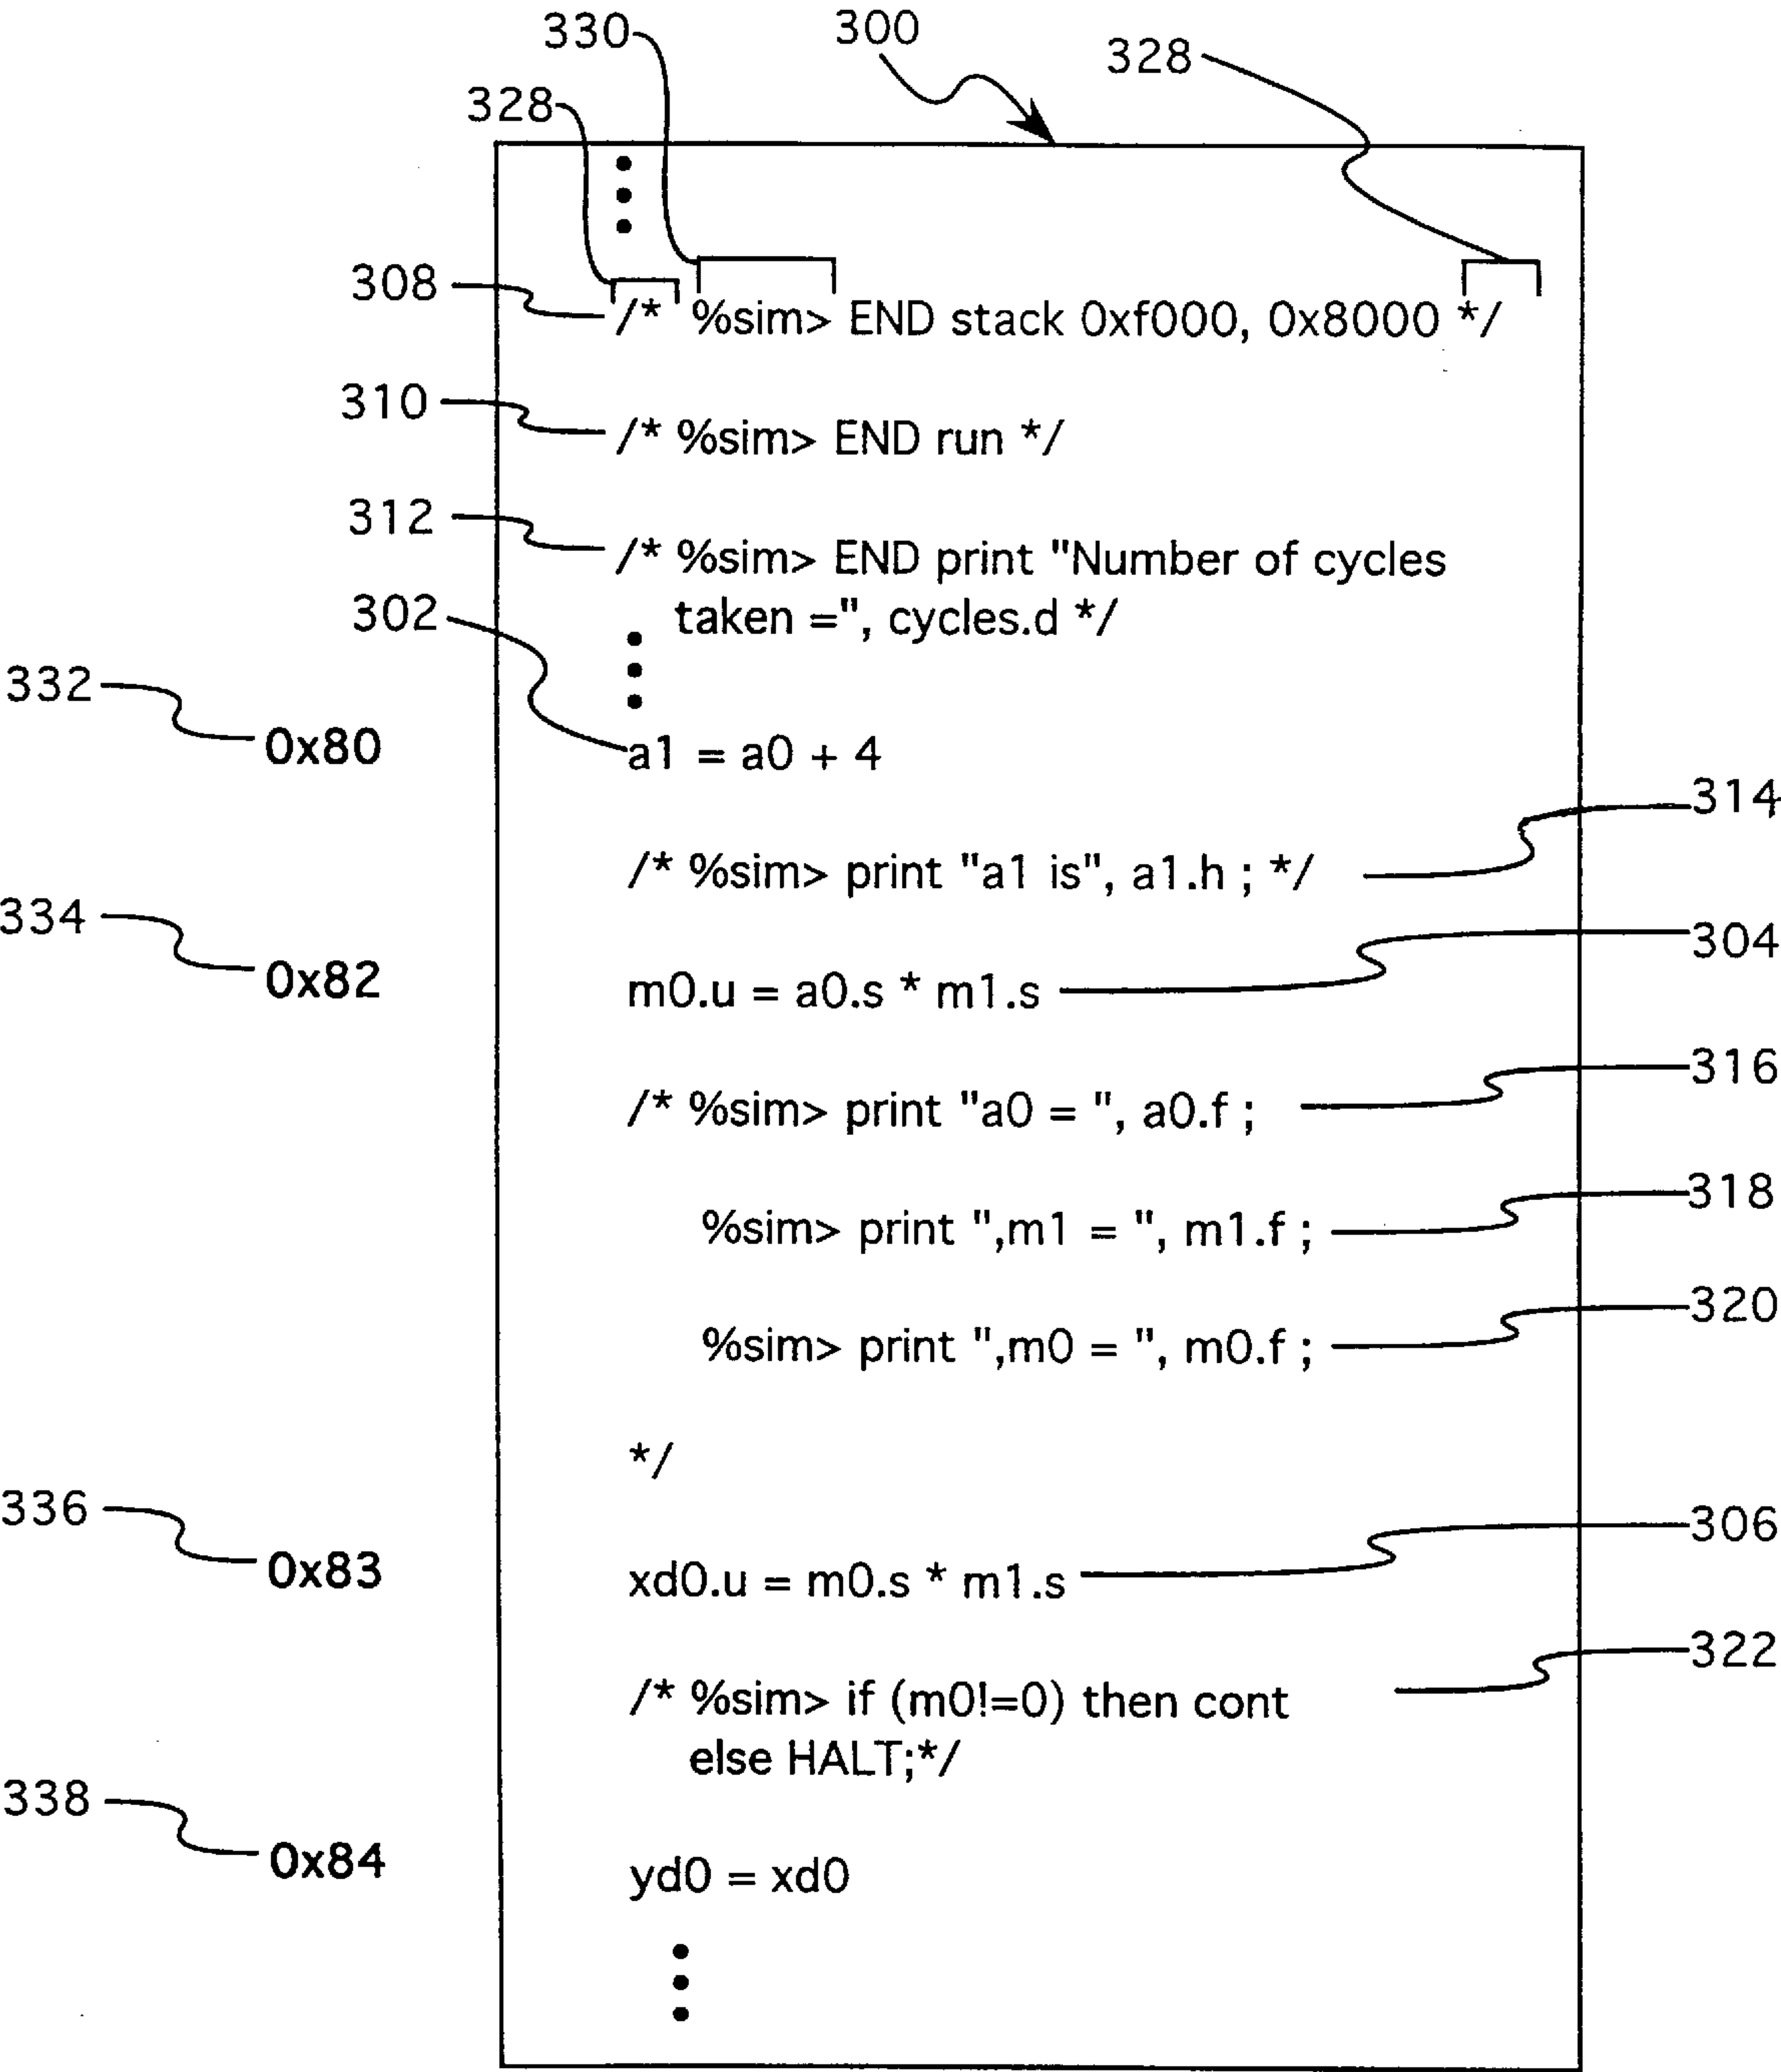 330
300
328
328
308
/* %sim> END stack 0xf000, 0x8000 */
310
/* %sim> END run */
312
/* %sim> END print "Number of cycles
302
taken =", cycles.d */
332
0x80
a1 = a0 + 4
314
/* %sim> print "a1 is", a1.h ; */
334
304
0x82
m0.u = a0.s * m1.s
316
/* %sim> print "a0 = ", a0.f ;
318
%sim> print ",m1 = ", m1.f ;
320
%sim> print ",m0 = ", m0.f ;
*/
336
306
0x83
xd0.u = m0.s * m1.s
322
/* %sim> if (m0!=0) then cont
else HALT;*/
338
0x84
yd0 = xd0